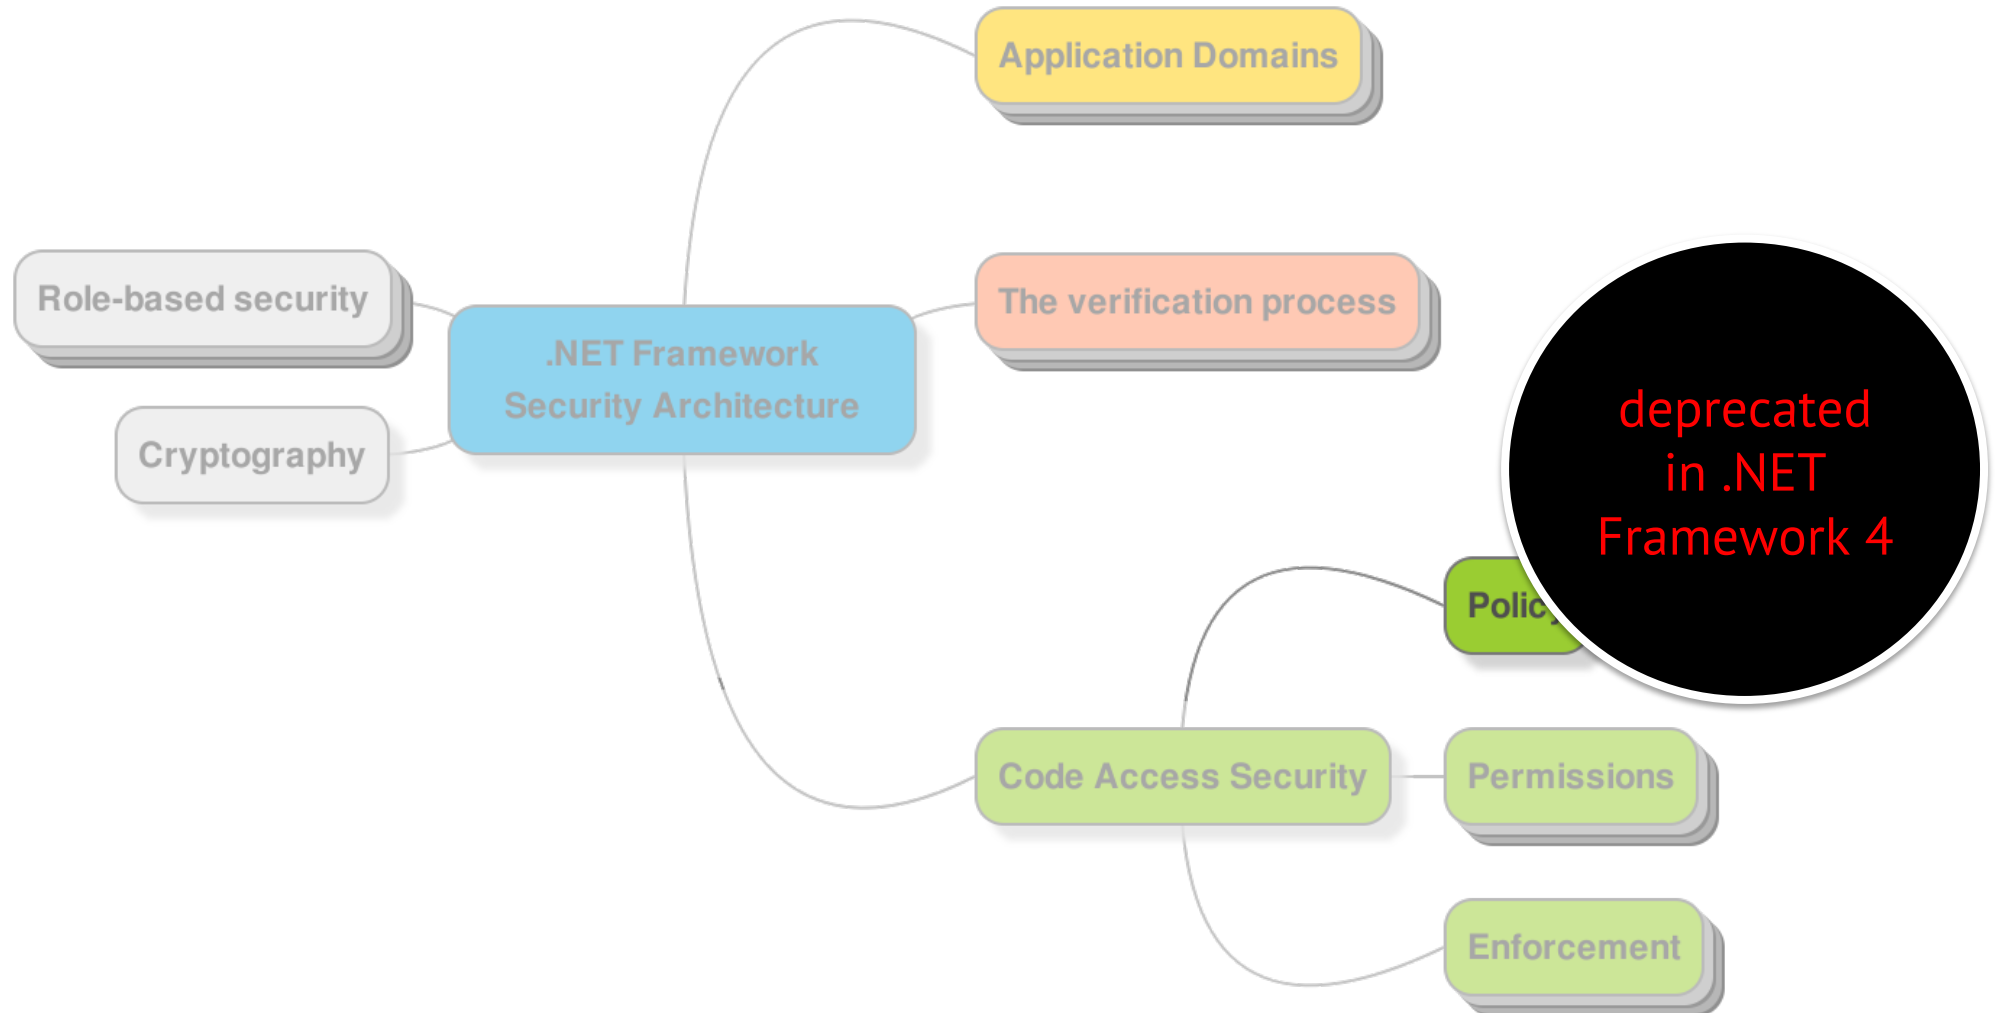 Application Domains
Role-based security
The verification process
.NET Framework
Security Architecture
Cryptography
deprecated
in .NET
Framework 4
Policy
Code Access Security
Permissions
Enforcement